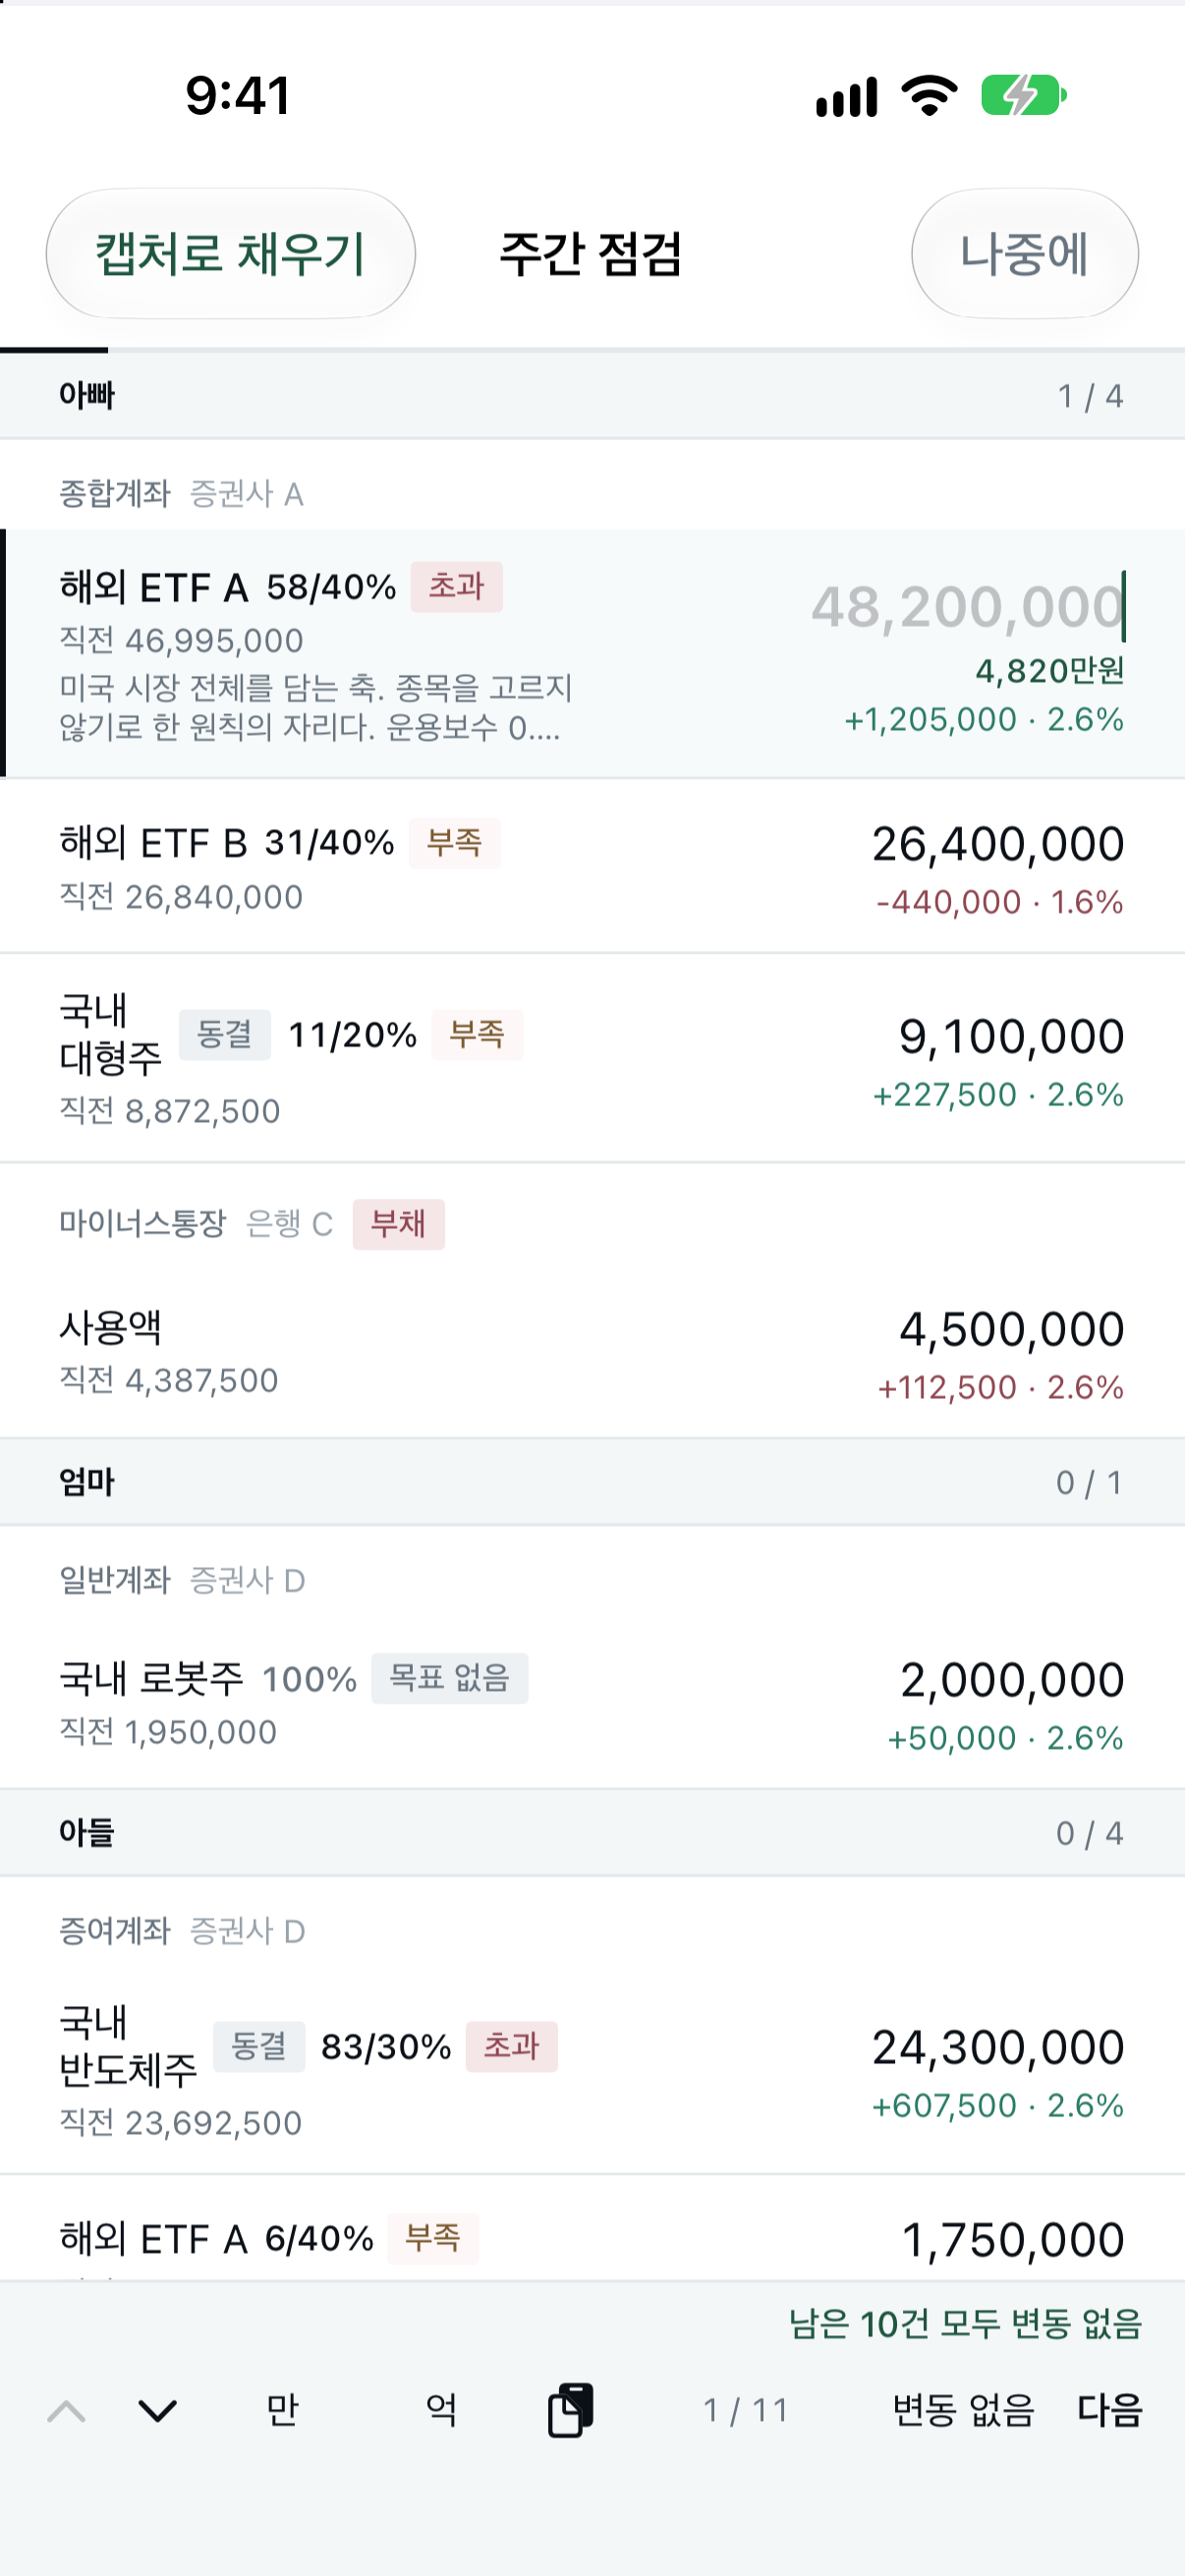 9:41
캡처로 채우기 주간 점검 나중에
아빠 1 / 4
종합계좌 증권사 A
해외 ETF A 58/40% 초과 48,200,000
직전 46,995,000
4,820만원
미국 시장 전체를 담는 축. 종목을 고르지
않기로 한 원칙의 자리다. 운용보수 0....
+1,205,000 · 2.6%
해외 ETF B 31/40% 부족 26,400,000
직전 26,840,000 -440,000 · 1.6%
국내
대형주 동결 11/20% 부족 9,100,000
직전 8,872,500 +227,500 · 2.6%
마이너스통장 은행 C 부채
사용액 4,500,000
직전 4,387,500 +112,500 · 2.6%
엄마 0 / 1
일반계좌 증권사 D
국내 로봇주 100% 목표 없음 2,000,000
직전 1,950,000 +50,000 · 2.6%
아들 0 / 4
증여계좌 증권사 D
국내
반도체주 동결 83/30% 초과 24,300,000
직전 23,692,500 +607,500 · 2.6%
해외 ETF A 6/40% 부족 1,750,000
남은 10건 모두 변동 없음
만 억 1 / 11 변동 없음 다음